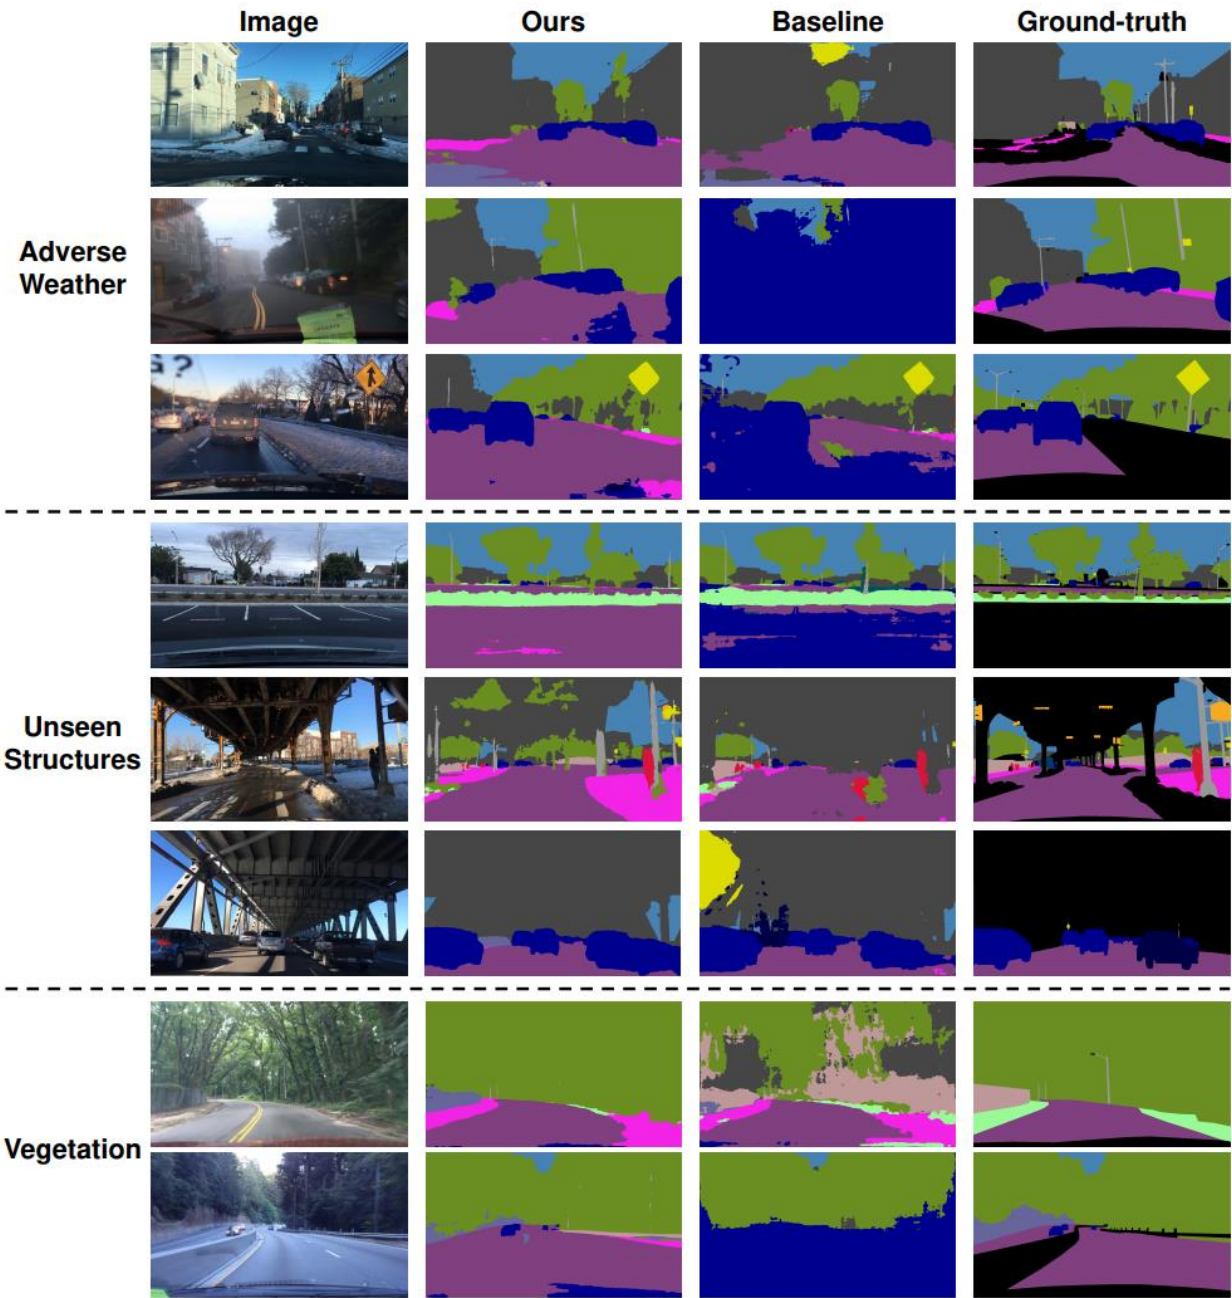 Image Ours Baseline Ground-truth
Adverse
Weather
G?
Unseen
Structures
Vegetation